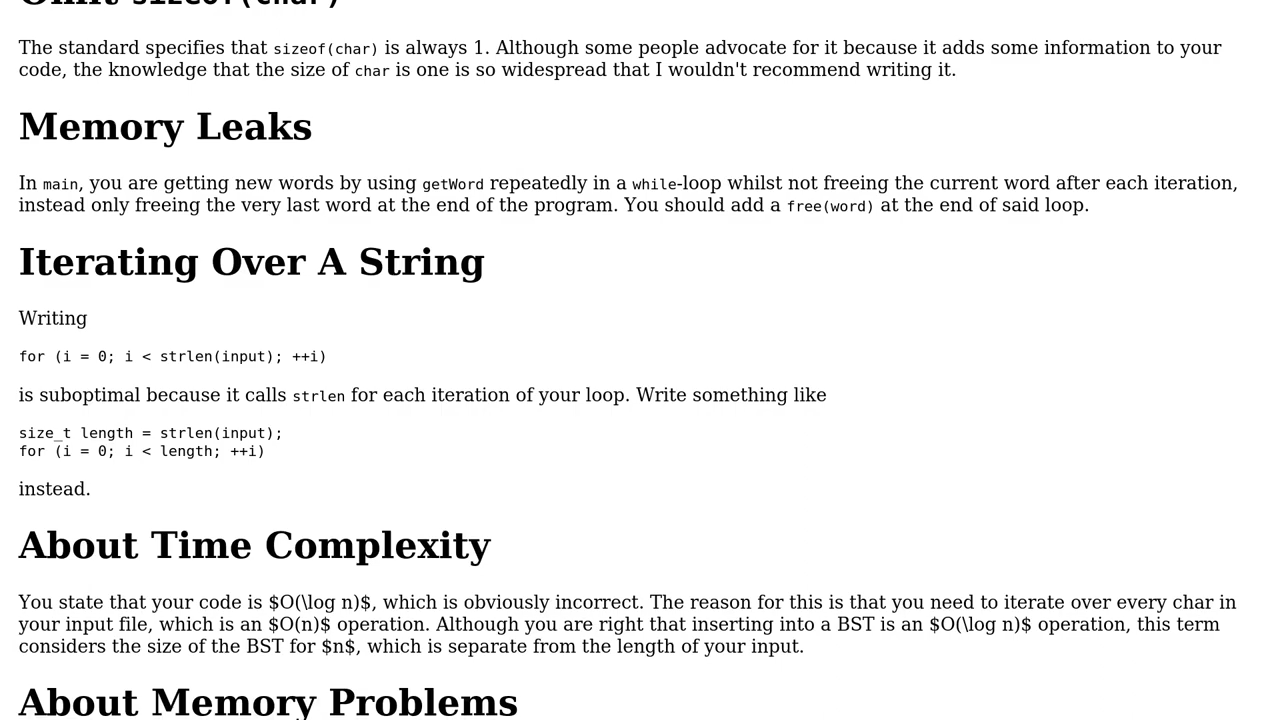 Omit sizeof(char)
The standard specifies that sizeof(char) is always 1. Although some people advocate for it because it adds some information to your
code, the knowledge that the size of char is one is so widespread that I wouldn't recommend writing it.
Memory Leaks
In main, you are getting new words by using getWord repeatedly in a while-loop whilst not freeing the current word after each iteration,
instead only freeing the very last word at the end of the program. You should add a free(word) at the end of said loop.
Iterating Over A String
Writing
for (i = 0; i < strlen(input); ++i)
is suboptimal because it calls strlen for each iteration of your loop. Write something like
size_t length = strlen(input);
for (i = 0; i < length; ++i)
instead.
About Time Complexity
You state that your code is $O(\log n)$, which is obviously incorrect. The reason for this is that you need to iterate over every char in
your input file, which is an $O(n)$ operation. Although you are right that inserting into a BST is an $O(\log n)$ operation, this term
considers the size of the BST for $n$, which is separate from the length of your input.
About Memory Problems